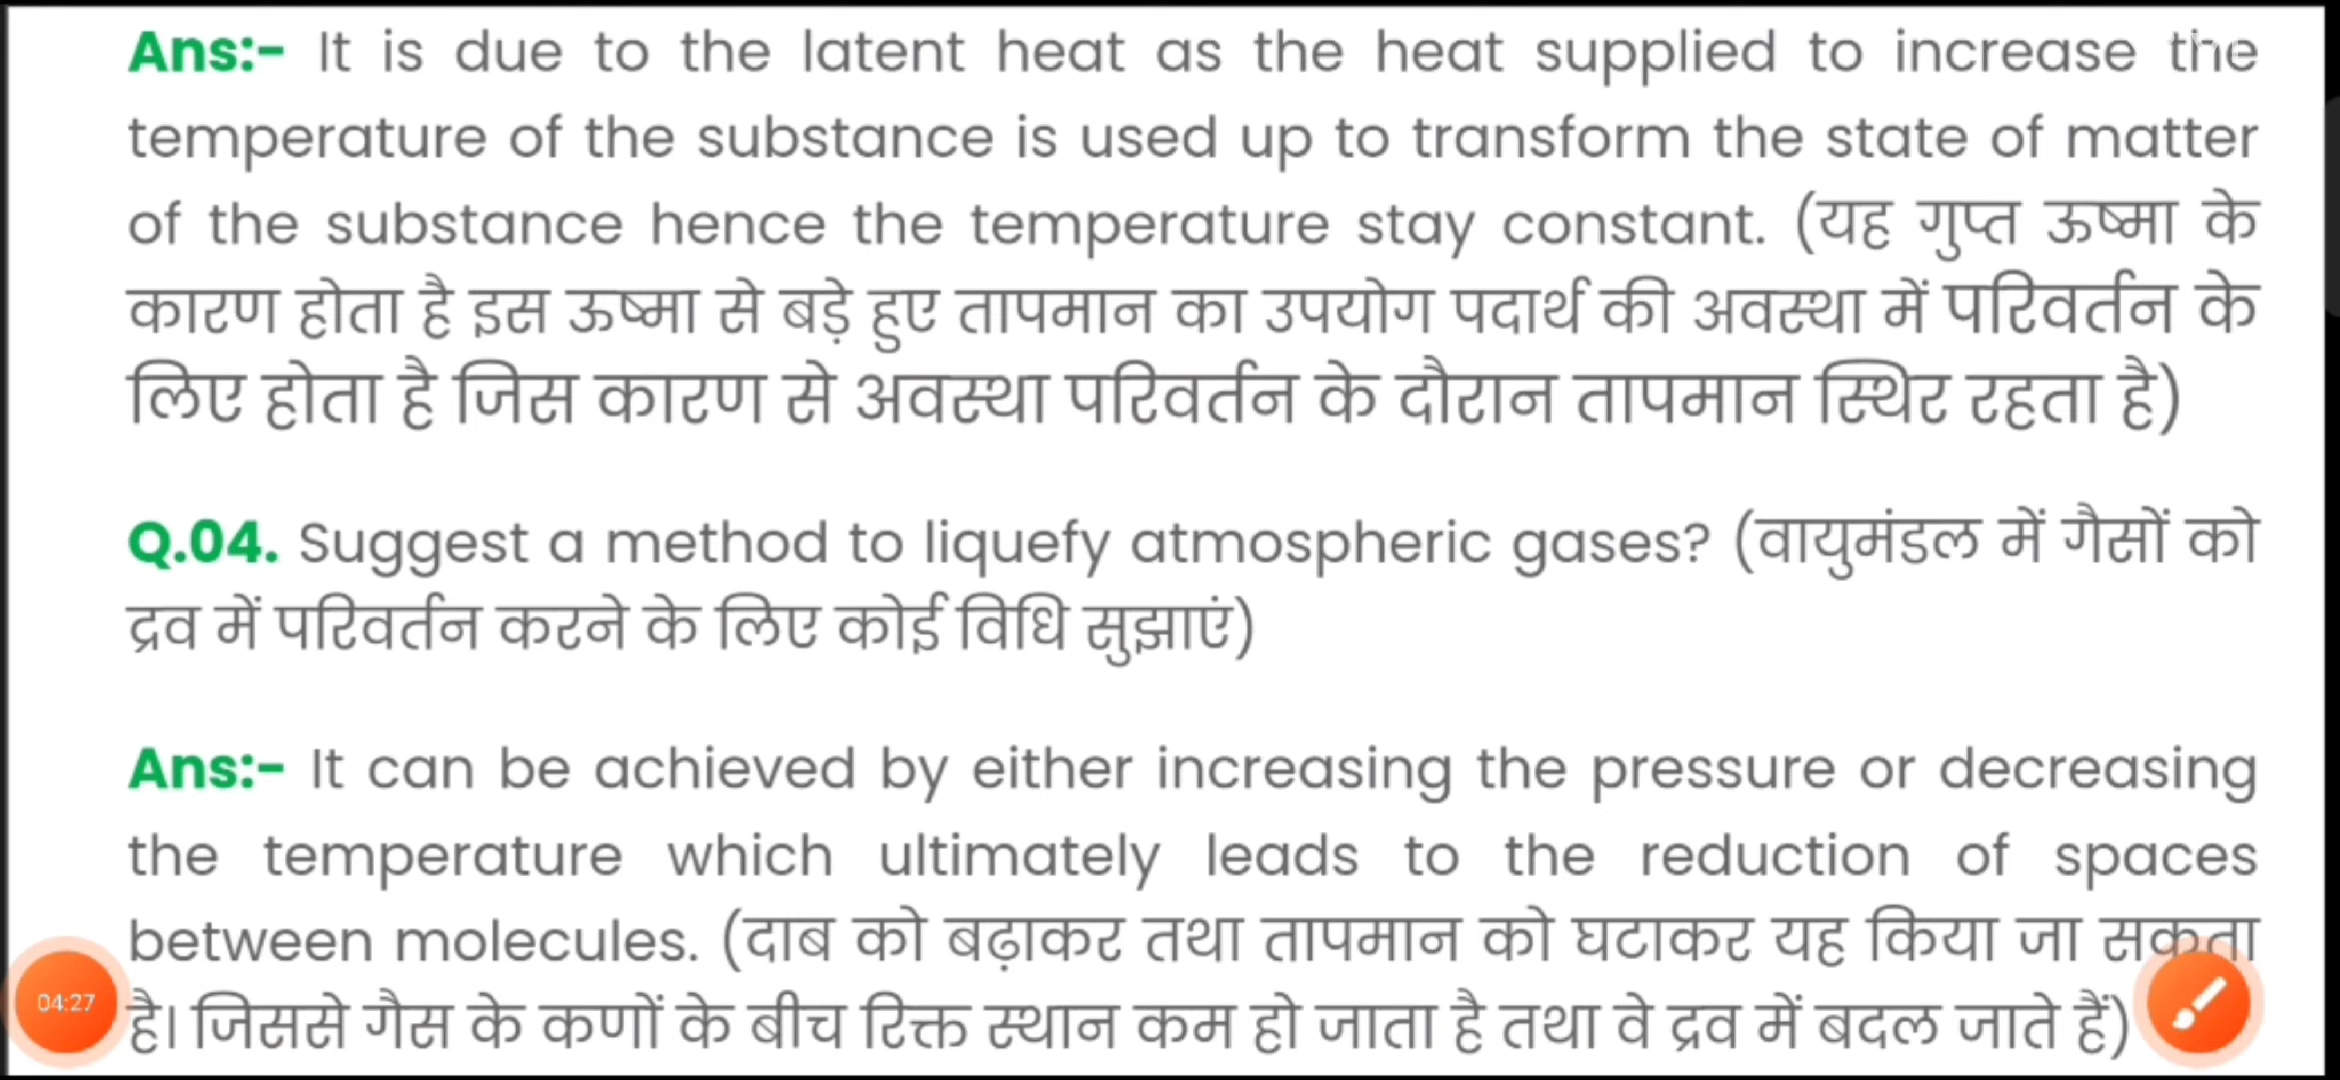 Ans:- It is due to the latent heat as the heat supplied to increase the
temperature of the substance is used up to transform the state of matter
of the substance hence the temperature stay constant. (यह गुप्त ऊष्मा के
कारण होता है इस ऊष्मा से बड़े हुए तापमान का उपयोग पदार्थ की अवस्था में परिवर्तन के
लिए होता है जिस कारण से अवस्था परिवर्तन के दौरान तापमान स्थिर रहता है)
Q.04. Suggest a method to liquefy atmospheric gases? (वायुमंडल में गैसों को
द्रव में परिवर्तन करने के लिए कोई विधि सुझाएं)
Ans:- It can be achieved by either increasing the pressure or decreasing
the temperature which ultimately leads to the reduction of spaces
between molecules. (दाब को बढ़ाकर तथा तापमान को घटाकर यह किया जा सकता
है। जिससे गैस के कणों के बीच रिक्त स्थान कम हो जाता है तथा वे द्रव में बदल जाते हैं)
04:27